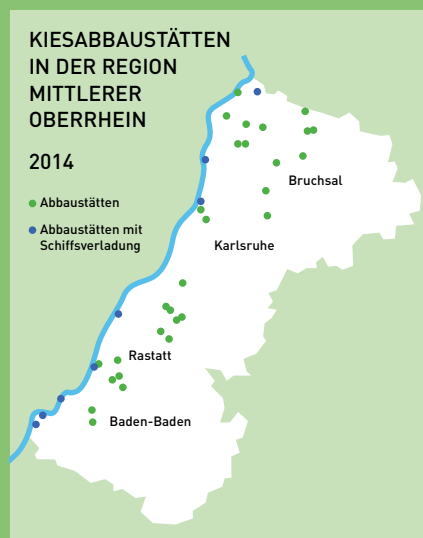 KIESABBAUSTÄTTEN
IN DER REGION
MITTLERER
OBERRHEIN
2014
Abbaustätten
Abbaustätten mit
Schiffsverladung
Bruchsal
Karlsruhe
Rastatt
Baden-Baden